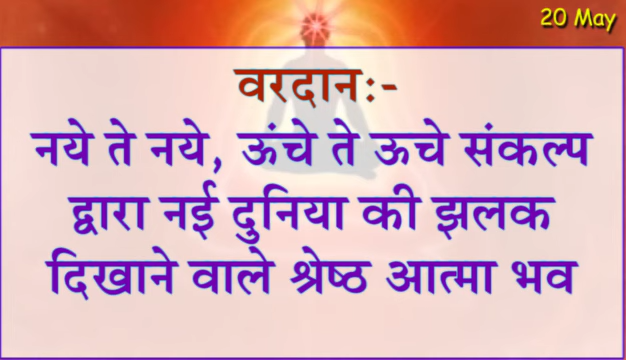 20 May
वरदान:-
नये ते नये, ऊंचे ते ऊचे संकल्प
द्वारा नई दुनिया की झलक
दिखाने वाले श्रेष्ठ आत्मा भव